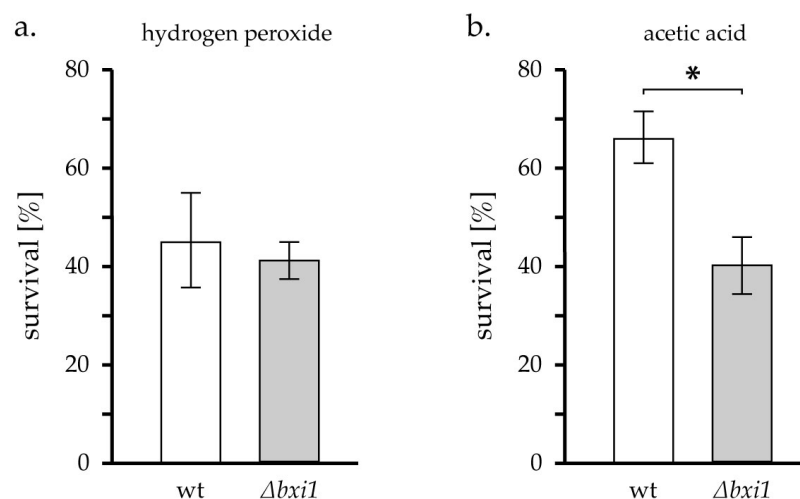 a.
hydrogen peroxide
survival [%]
80
60
40
20
0
wt
Δbxi1
b.
acetic acid
survival [%]
80
60
40
20
0
*
wt
Δbxi1